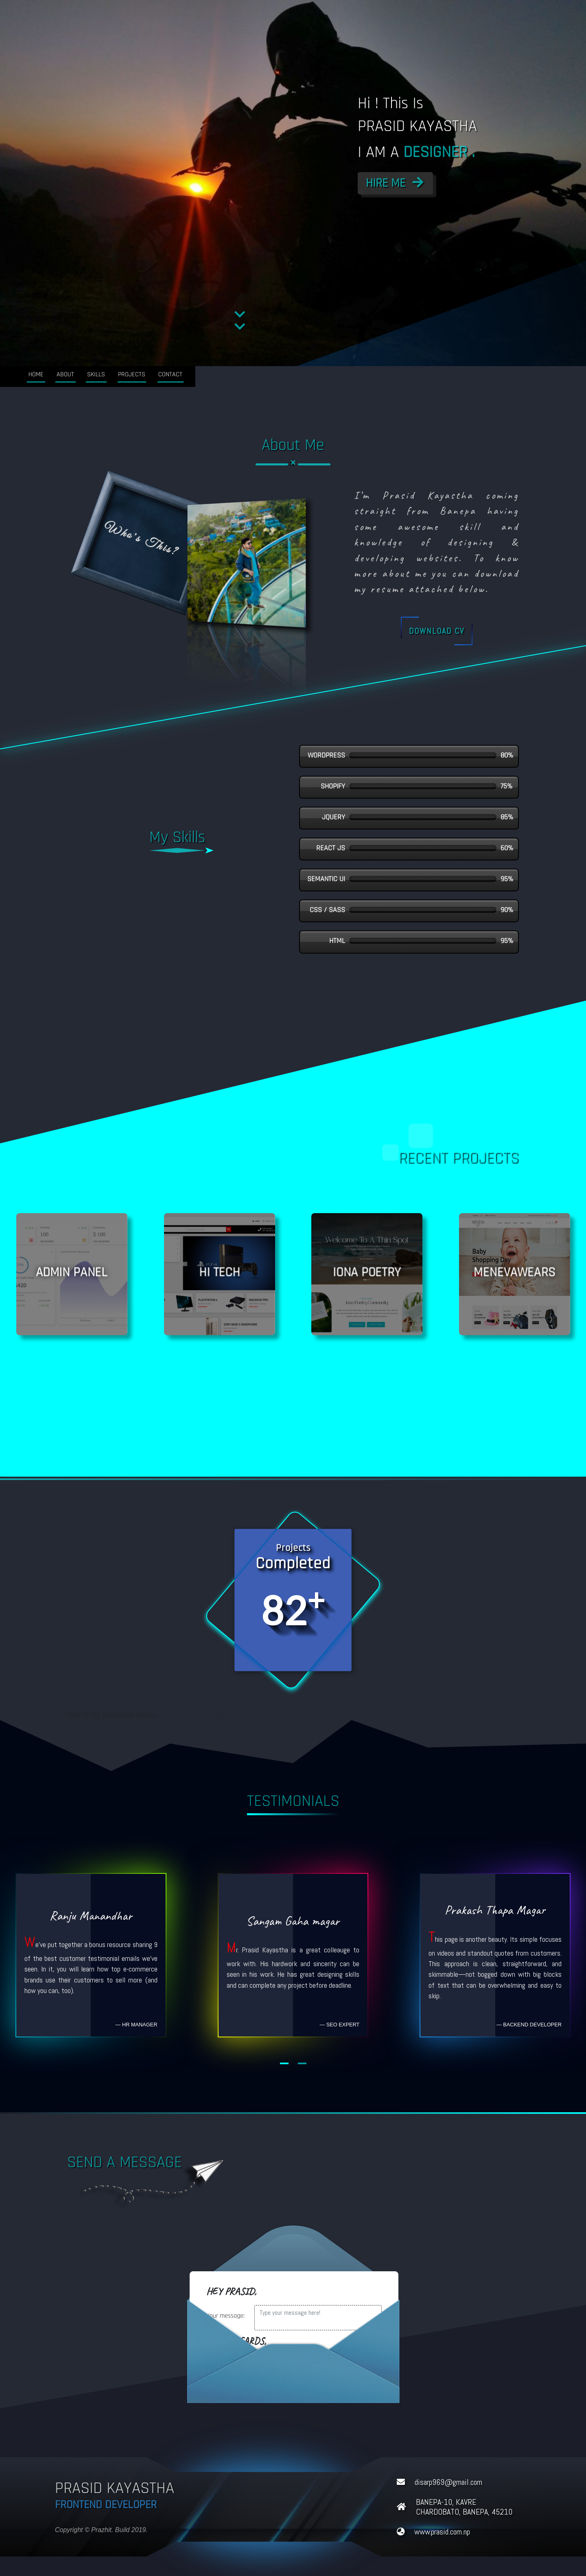 Hi ! This Is
PRASID KAYASTHA
I AM A DESIGNER .
HIRE ME
HOME ABOUT SKILLS PROJECTS CONTACT
About Me
Who's This?
I'm Prasid Kayastha coming
straight from Banepa having
some awesome skill and
knowledge of designing &
developing websites. To know
more about me you can download
my resume attached below.
DOWNLOAD CV
My Skills
WORDPRESS 80%
SHOPIFY 75%
JQUERY 85%
REACT JS 60%
SEMANTIC UI 95%
CSS / SASS 90%
HTML 95%
RECENT PROJECTS
ADMIN PANEL
HI TECH
Welcome To A Thin Spot
IONA POETRY
Baby
Shopping Day
MENEVAWEARS
Projects
Completed
82+
TESTIMONIALS
Ranju Manandhar
We've put together a bonus resource sharing 9
of the best customer testimonial emails we've
seen. In it, you will learn how top e-commerce
brands use their customers to sell more (and
how you can, too).
— HR MANAGER
Sangam Gaha magar
Mr Prasid Kayastha is a great colleauge to
work with. His hardwork and sincerity can be
seen in his work. He has great designing skills
and can complete any project before deadline.
— SEO EXPERT
Prakash Thapa Magar
This page is another beauty. Its simple focuses
on videos and standout quotes from customers.
This approach is clean, straightforward, and
skimmable—not bogged down with big blocks
of text that can be overwhelming and easy to
skip.
— BACKEND DEVELOPER
SEND A MESSAGE
HEY PRASID,
our message: Type your message here!
ARDS,
PRASID KAYASTHA
FRONTEND DEVELOPER
Copyright © Prazhit. Build 2019.
disarp969@gmail.com
BANEPA-10, KAVRE
CHARDOBATO, BANEPA, 45210
www.prasid.com.np